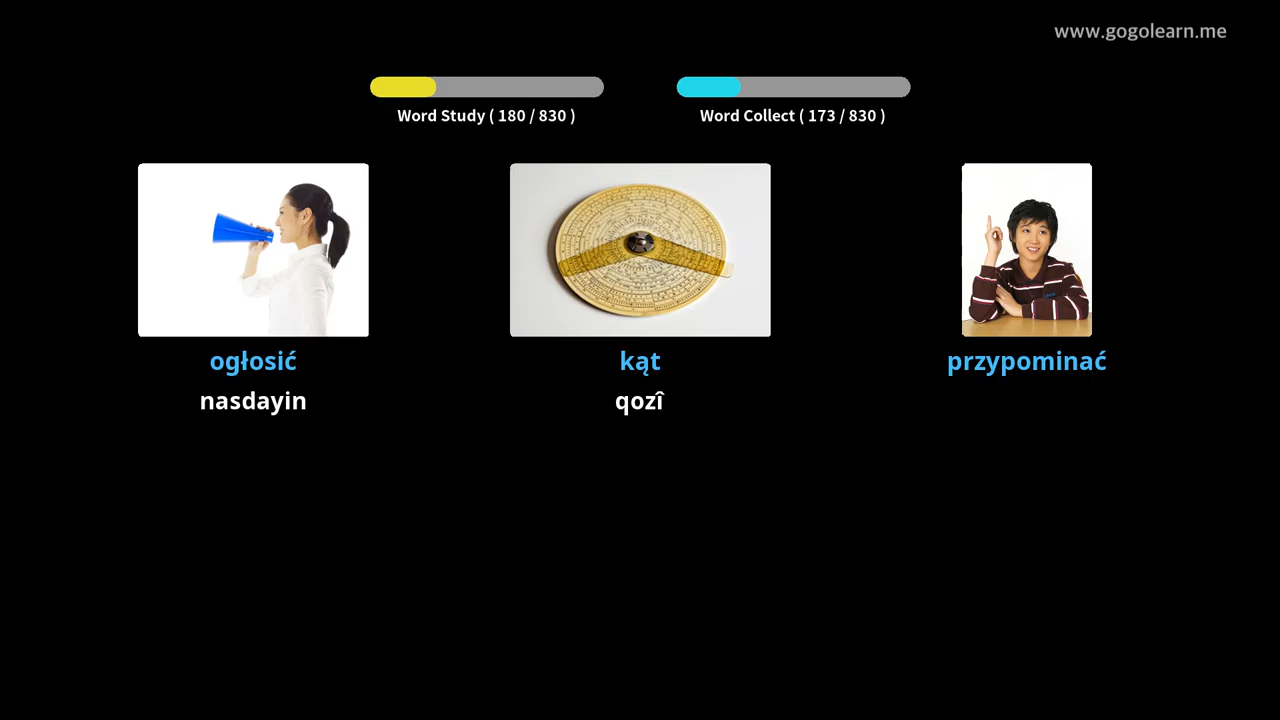 www.gogolearn.me
Word Study ( 180 / 830 )
Word Collect ( 173 / 830 )
ogłosić
kąt
przypominać
nasdayin
qozî